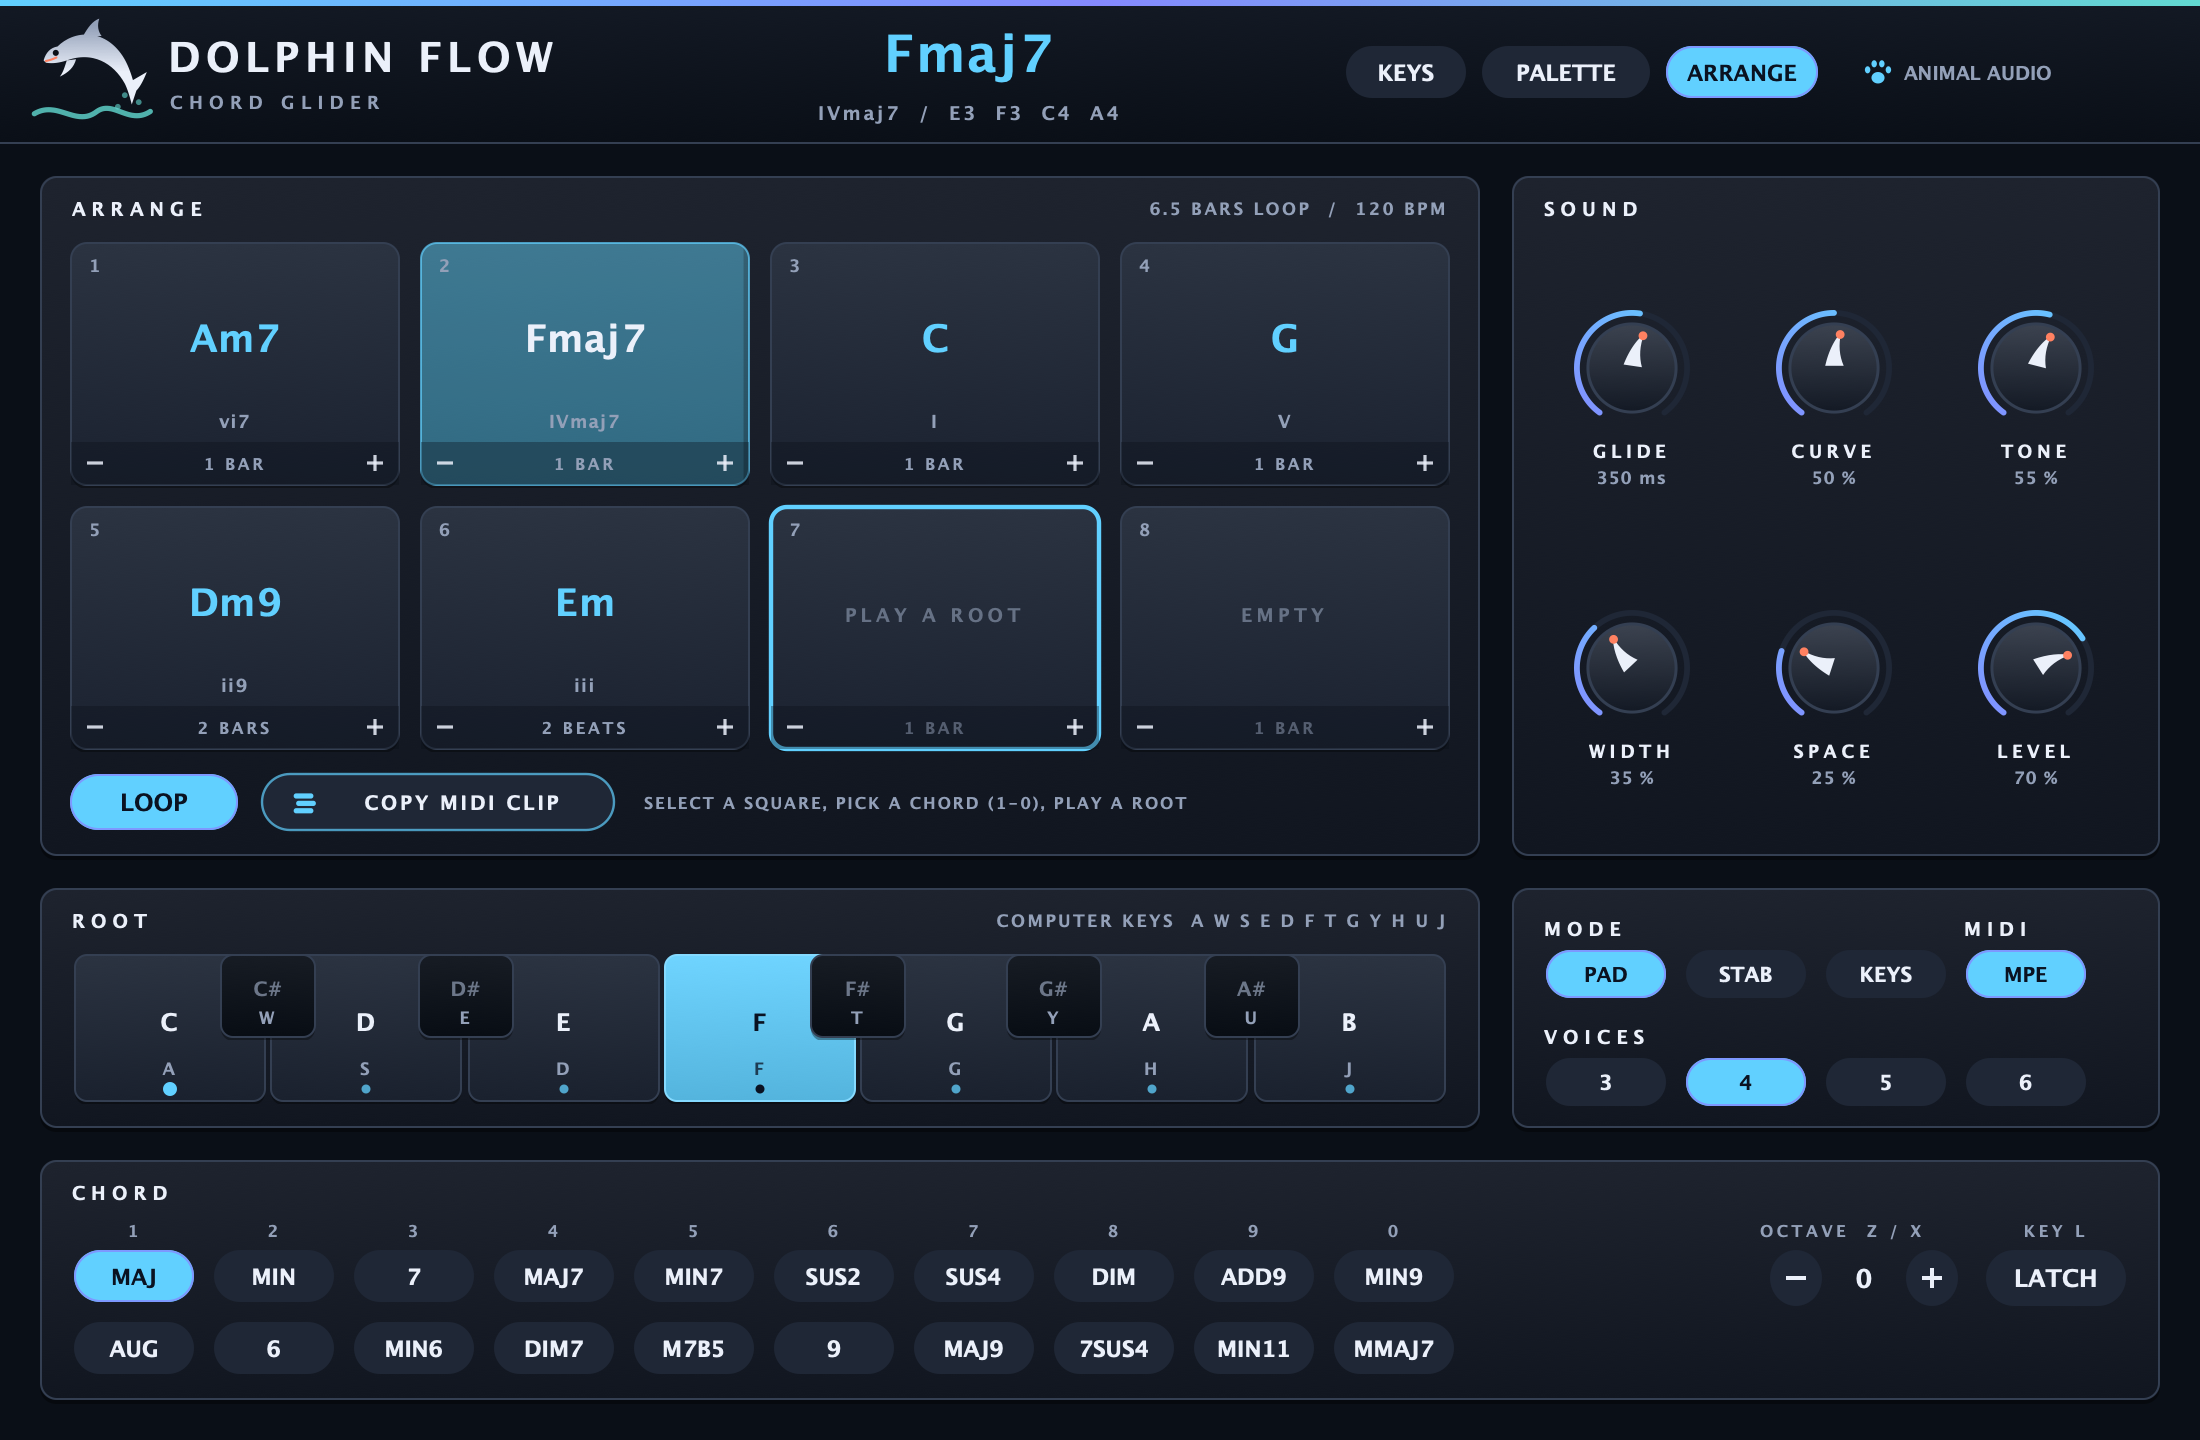 DOLPHIN FLOW
CHORD GLIDER
Fmaj7
IVmaj7 / E3 F3 C4 A4
KEYS PALETTE ARRANGE ANIMAL AUDIO
ARRANGE
6.5 BARS LOOP / 120 BPM
1
Am7
vi7
− 1 BAR +
2
Fmaj7
IVmaj7
− 1 BAR +
3
C
I
− 1 BAR +
4
G
V
− 1 BAR +
5
Dm9
ii9
− 2 BARS +
6
Em
iii
− 2 BEATS +
7
PLAY A ROOT
− 1 BAR +
8
EMPTY
− 1 BAR +
LOOP
COPY MIDI CLIP
SELECT A SQUARE, PICK A CHORD (1–0), PLAY A ROOT
SOUND
GLIDE
350 ms
CURVE
50 %
TONE
55 %
WIDTH
35 %
SPACE
25 %
LEVEL
70 %
ROOT
COMPUTER KEYS A W S E D F T G Y H U J
C# D# F# G# A#
W E T Y U
C D E F G A B
A S D F G H J
MODE MIDI
PAD STAB KEYS MPE
VOICES
3 4 5 6
CHORD
1 2 3 4 5 6 7 8 9 0
MAJ MIN 7 MAJ7 MIN7 SUS2 SUS4 DIM ADD9 MIN9
AUG 6 MIN6 DIM7 M7B5 9 MAJ9 7SUS4 MIN11 MMAJ7
OCTAVE Z / X
− 0 +
KEY L
LATCH